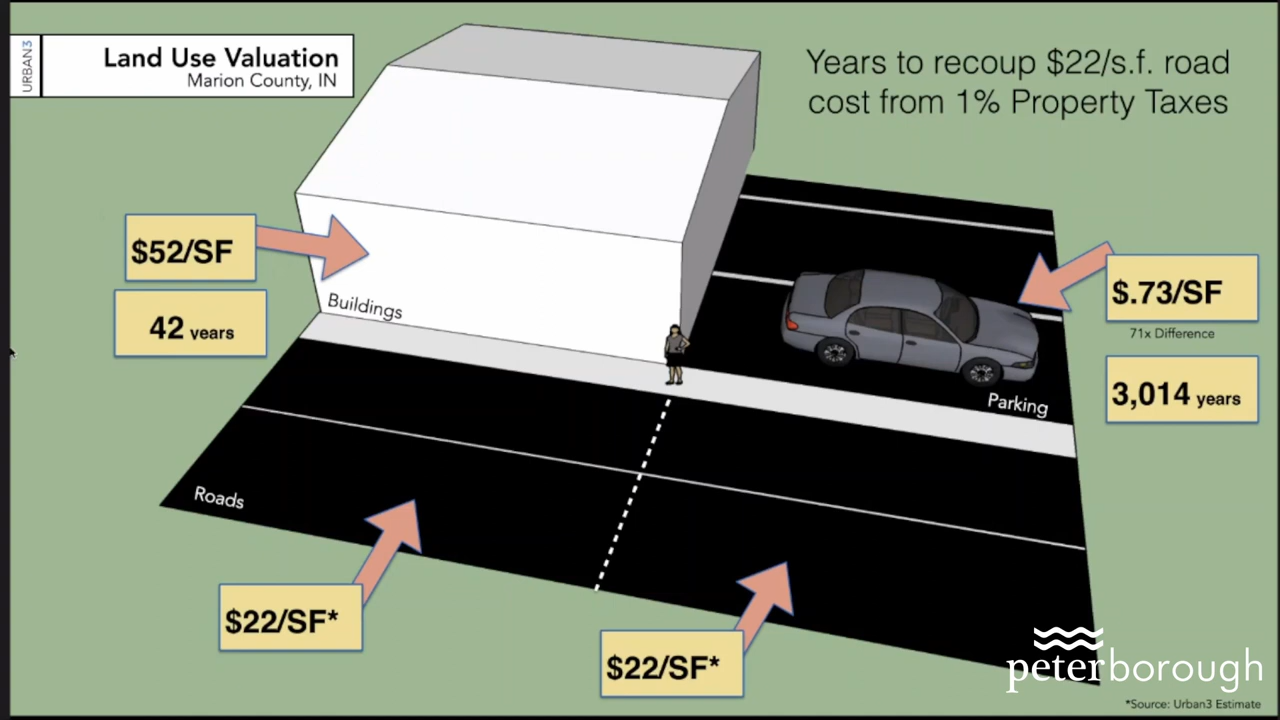 URBAN3
Land Use Valuation
Marion County, IN
Years to recoup $22/s.f. road
cost from 1% Property Taxes
$52/SF
42 years
Buildings
$.73/SF
71x Difference
3,014 years
Parking
Roads
$22/SF*
$22/SF*
peterborough
*Source: Urban3 Estimate